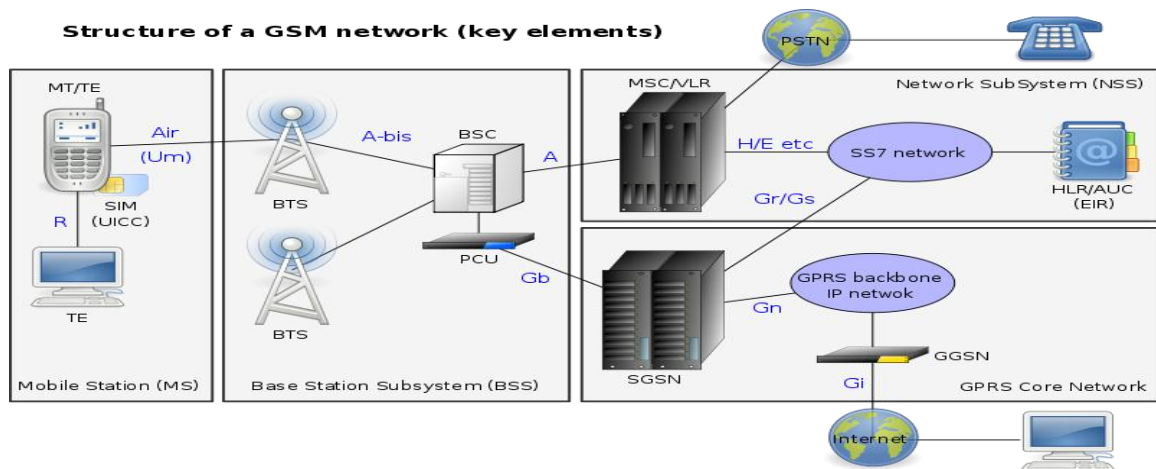 Structure of a GSM network (key elements)
PSTN
MT/TE
Air
(Um)
SIM
(UICC)
R
TE
Mobile Station (MS)
A-bis
BTS
BTS
BSC
PCU
Base Station Subsystem (BSS)
A
Gb
MSC/VLR
Network SubSystem (NSS)
H/E etc
SS7 network
HLR/AUC
(EIR)
Gr/Gs
SGSN
Gn
GPRS backbone
IP netwok
GGSN
Gi
GPRS Core Network
Internet